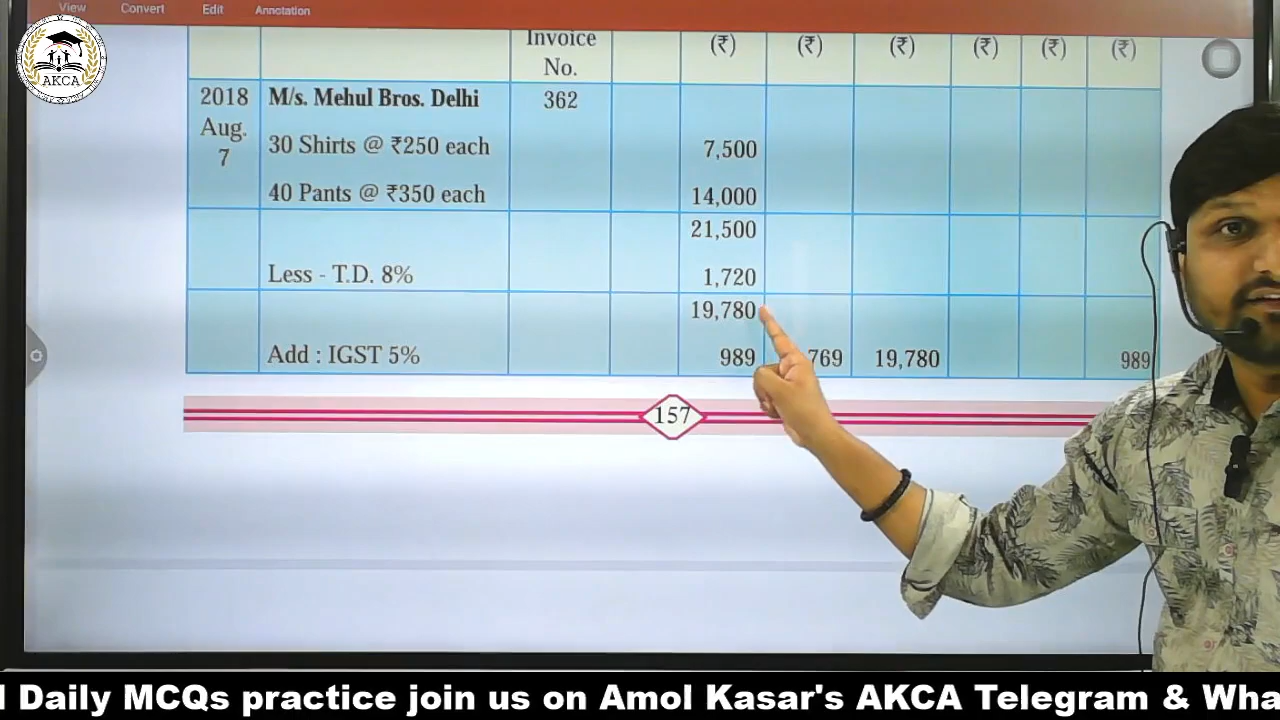 View Convert Edit Annotation
AKCA
Invoice
No.
(₹) (₹) (₹) (₹) (₹) (₹)
2018 M/s. Mehul Bros. Delhi 362
Aug.
7
30 Shirts @ ₹250 each 7,500
40 Pants @ ₹350 each 14,000
21,500
Less - T.D. 8% 1,720
19,780
Add : IGST 5% 989 769 19,780 989
157
Daily MCQs practice join us on Amol Kasar's AKCA Telegram &